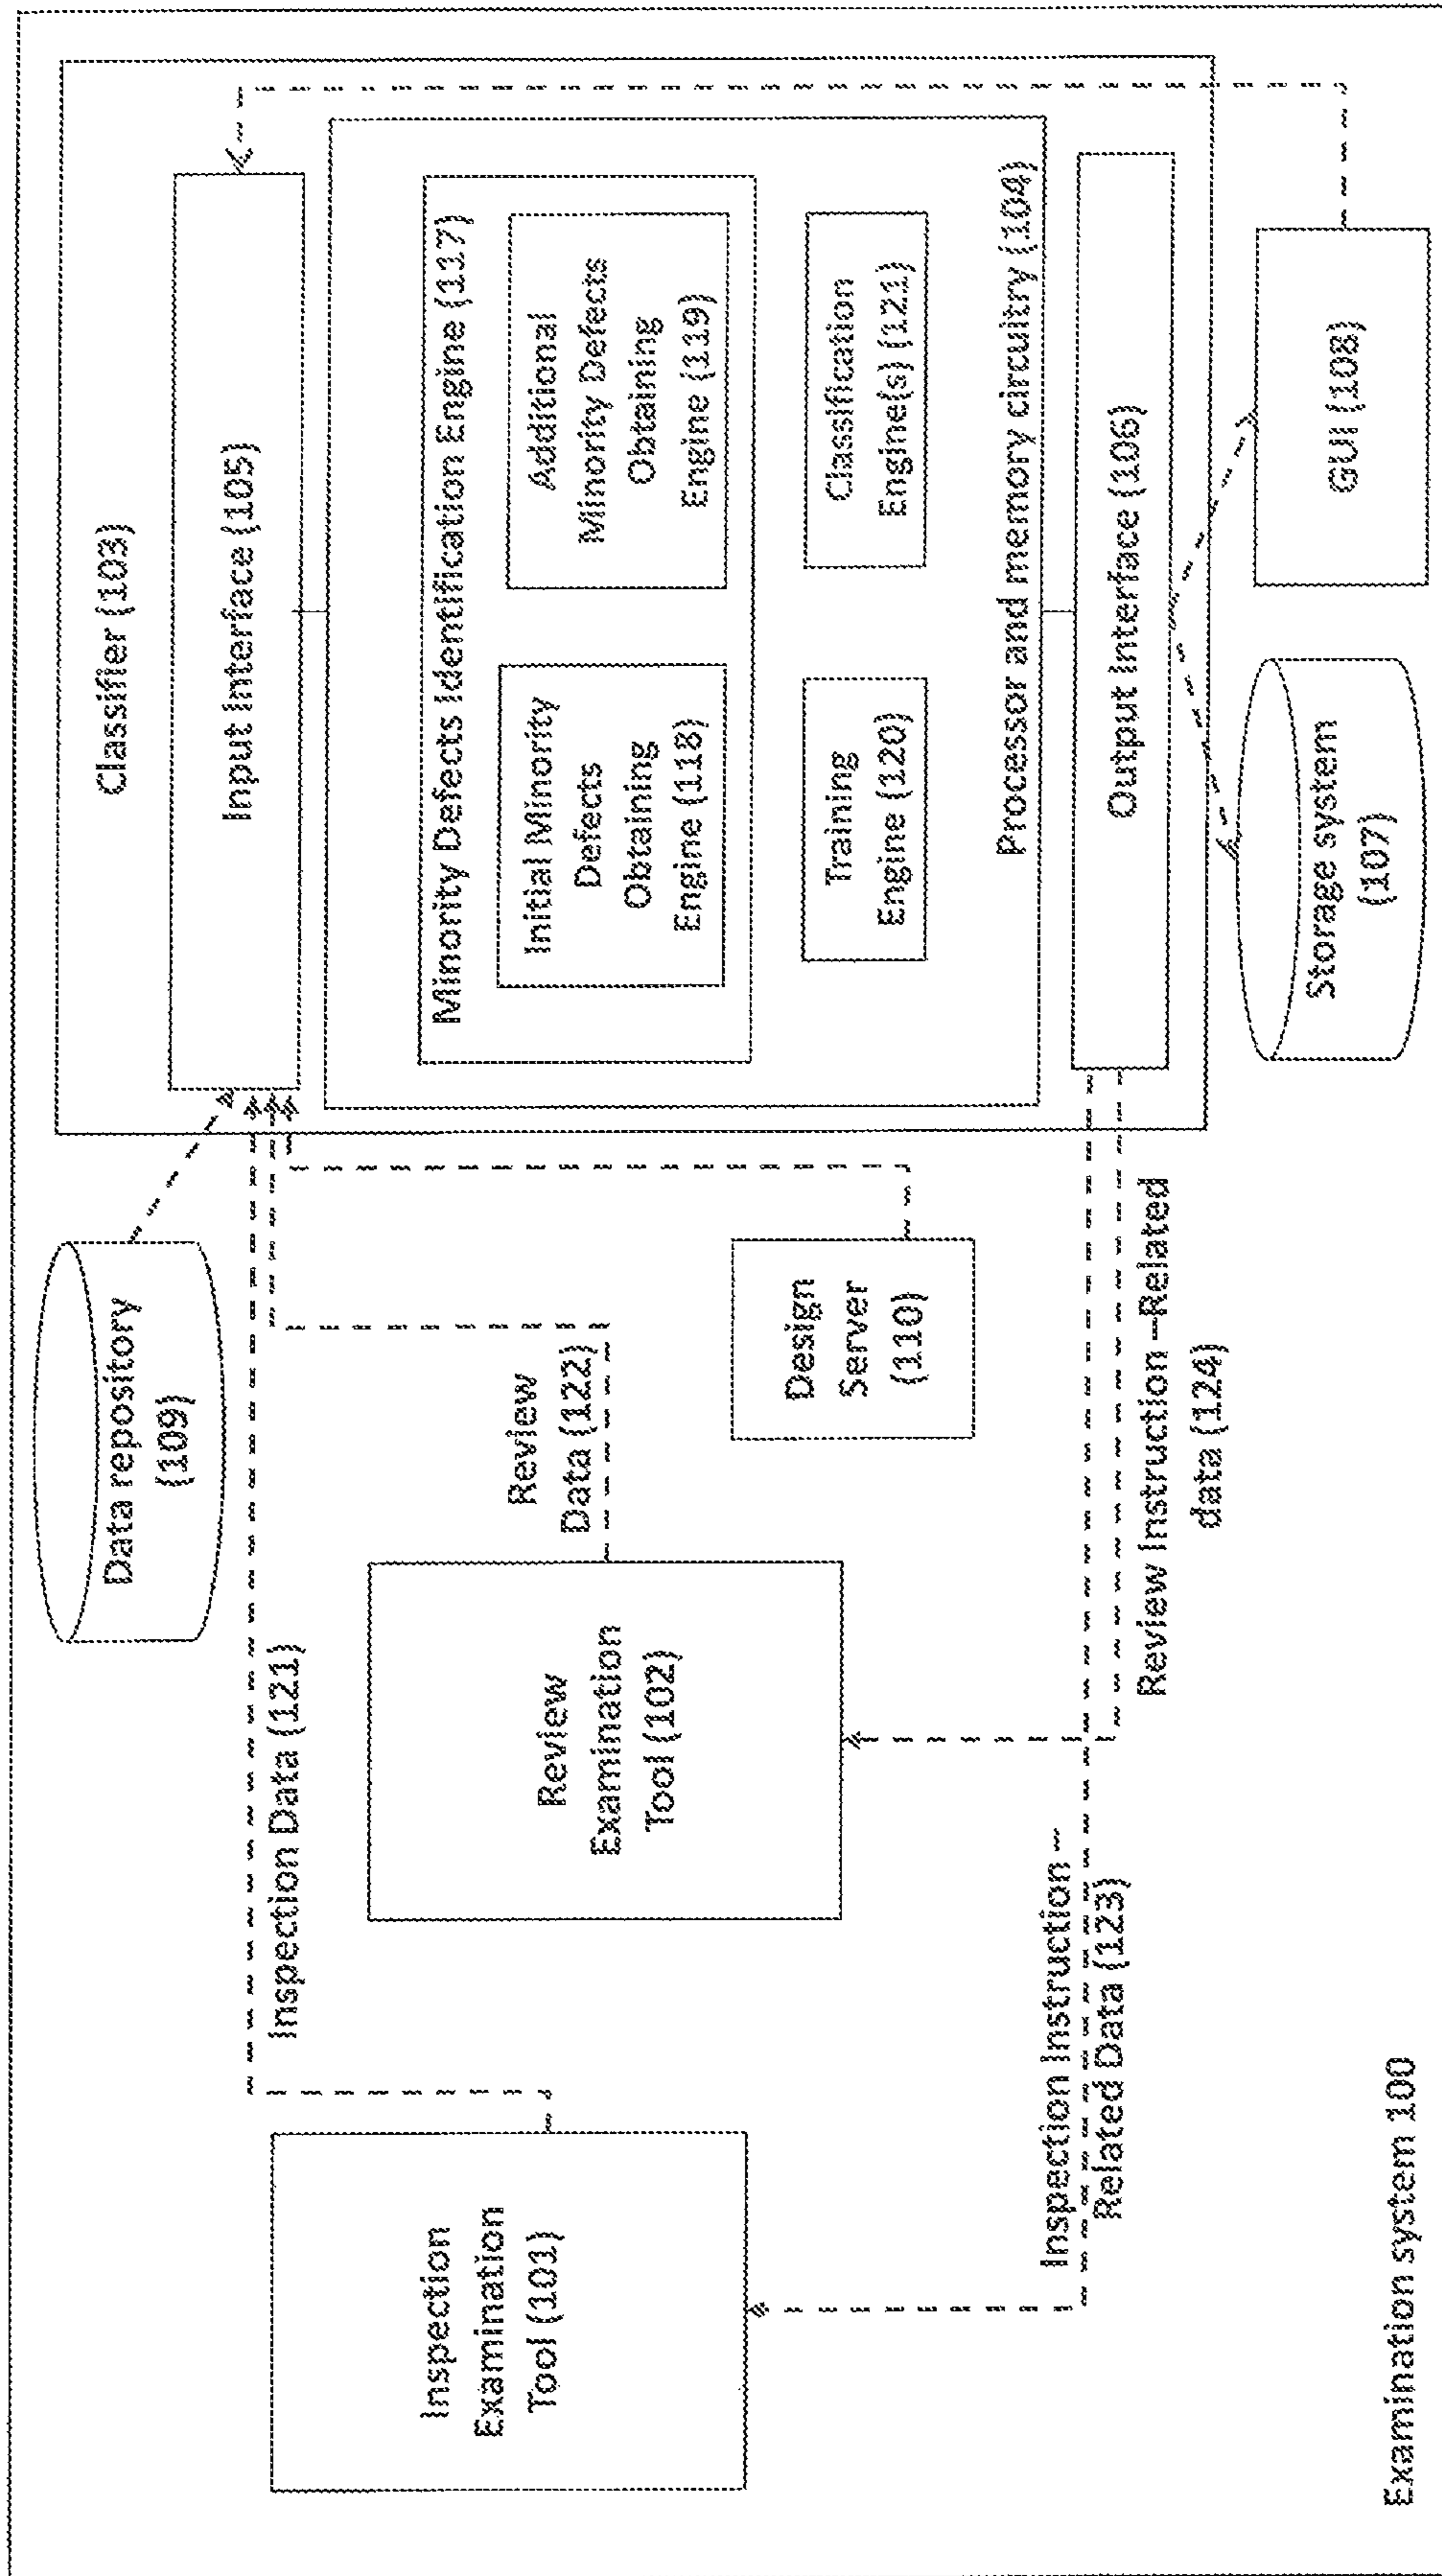 Data repository
(109)
Inspection Data (121)
Inspection
Examination
Tool (101)
Review
Data (122)
Review
Examination
Tool (102)
Design
Server
(110)
Inspection Instruction –
Related Data (123)
Review Instruction –Related
data (124)
Classifier (103)
Input Interface (105)
Minority Defects Identification Engine (117)
Initial Minority
Defects
Obtaining
Engine (118)
Additional
Minority Defects
Obtaining
Engine (119)
Training
Engine (120)
Classification
Engine(s) (121)
Processor and memory circuitry (104)
Output Interface (106)
Storage system
(107)
GUI (108)
Examination system 100